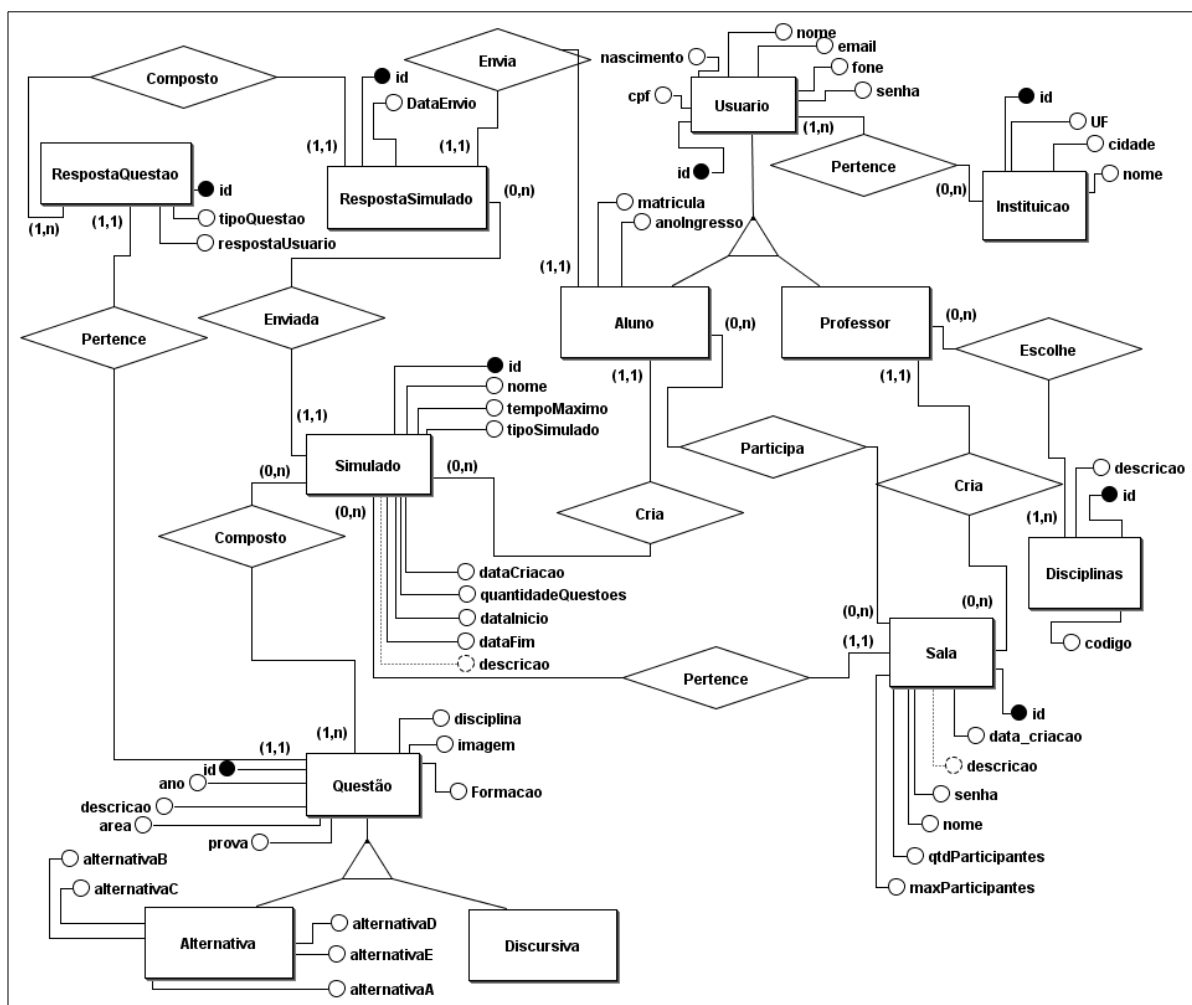 nome
nascimento
email
Composto
Envia
fone
id
cpf
Usuario
senha
DataEnvio
id
UF
(1,1)
(1,1)
(1,n)
cidade
RespostaQuestao
id
RespostaSimulado
(0,n)
id
Pertence
(0,n)
Instituicao
nome
tipoQuestao
matricula
(1,n)
(1,1)
respostaUsuario
anoIngresso
(1,1)
Pertence
Enviada
Aluno
(0,n)
Professor
(0,n)
Escolhe
id
(1,1)
(1,1)
nome
tempoMaximo
(1,1)
tipoSimulado
Simulado
(0,n)
(0,n)
Participa
descricao
Cria
id
(0,n)
Cria
(1,n)
Composto
dataCriacao
Disciplinas
quantidadeQuestoes
dataInicio
(0,n)
(0,n)
dataFim
(1,1)
codigo
descricao
Pertence
Sala
id
disciplina
(1,n)
data_criacao
(1,1)
imagem
id
descricao
ano
Questão
Formacao
senha
descricao
area
nome
prova
alternativaB
qtdParticipantes
alternativaC
maxParticipantes
alternativaD
Alternativa
Discursiva
alternativaE
alternativaA